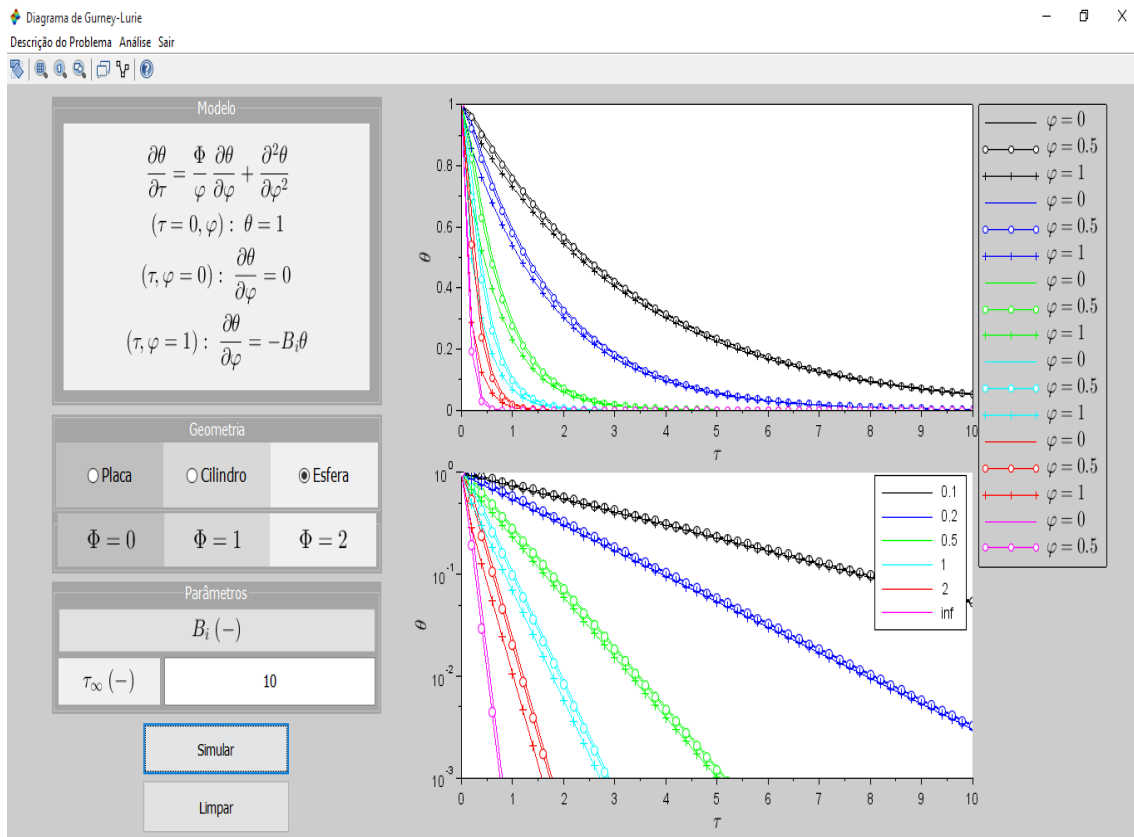 Diagrama de Gurney-Lurie
Descrição do Problema Análise Sair
Modelo
∂θ/∂τ = Φ/φ ∂θ/∂φ + ∂²θ/∂φ²
(τ = 0, φ) : θ = 1
(τ, φ = 0) : ∂θ/∂φ = 0
(τ, φ = 1) : ∂θ/∂φ = −B_iθ
Geometria
Placa Cilindro Esfera
Φ = 0 Φ = 1 Φ = 2
Parâmetros
B_i (−)
τ_∞ (−) 10
Simular
Limpar
1
0.8
0.6
0.4
0.2
0
θ
0 1 2 3 4 5 6 7 8 9 10
τ
φ = 0
φ = 0.5
φ = 1
φ = 0
φ = 0.5
φ = 1
φ = 0
φ = 0.5
φ = 1
φ = 0
φ = 0.5
φ = 1
φ = 0
φ = 0.5
φ = 1
φ = 0
φ = 0.5
10^0
10^-1
10^-2
10^-3
θ
0 1 2 3 4 5 6 7 8 9 10
τ
0.1
0.2
0.5
1
2
inf